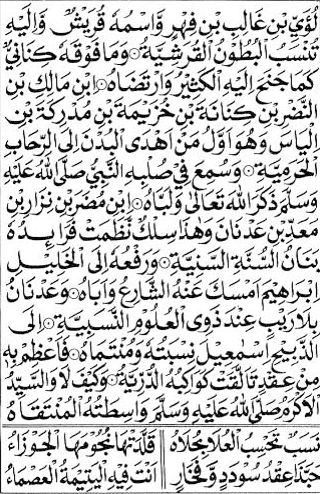 لُؤَيِّ بْنِ غَالِبِ بْنِ فِهْرٍ وَاسْمُهُ قُرَيْشٌ وَإِلَيْهِ
تُنْسَبُ الْبُطُونُ الْقُرَشِيَّةُ ۞ وَمَا فَوْقَهُ كِنَانِيٌّ
كَمَا جَنَحَ إِلَيْهِ الْكَثِيرُ وَارْتَضَاهُ ۞ ابْنِ مَالِكِ بْنِ
النَّضْرِ بْنِ كِنَانَةَ بْنِ خُزَيْمَةَ بْنِ مُدْرِكَةَ بْنِ
إِلْيَاسَ وَهُوَ أَوَّلُ مَنْ أَهْدَى الْبُدْنَ إِلَى الرِّحَابِ
الْحَرَمِيَّةِ ۞ وَسُمِعَ فِي صُلْبِهِ النَّبِيُّ صَلَّى اللهُ عَلَيْهِ
وَسَلَّمَ ذَكَرَ اللهَ تَعَالَى وَلَبَّاهُ ۞ ابْنِ مُضَرَ بْنِ نِزَارِ بْنِ
مَعَدِّ بْنِ عَدْنَانَ وَهٰذَا سِلْكٌ نَظَّمَتْ فَرَائِدَهُ
بَنَانُ السُّنَّةِ السَّنِيَّةِ ۞ وَرَفْعُهُ إِلَى الْخَلِيلِ
إِبْرَاهِيمَ أَمْسَكَ عَنْهُ الشَّارِعُ وَأَبَاهُ ۞ وَعَدْنَانُ
بِلَا رَيْبٍ عِنْدَ ذَوِي الْعُلُومِ النَّسَبِيَّةِ ۞ إِلَى
الذَّبِيحِ إِسْمٰعِيلَ نِسْبَتُهُ وَمُنْتَمَاهُ ۞ فَأَعْظِمْ بِهِ
مِنْ عِقْدٍ تَأَلَّقَتْ كَوَاكِبُهُ الدُّرِّيَّةُ ۞ وَكَيْفَ لَا وَالسَّيِّدُ
الْأَكْرَمُ صَلَّى اللهُ عَلَيْهِ وَسَلَّمَ وَاسِطَتُهُ الْمُنْتَقَاةُ
نَسَبٌ تَحْسِبُ الْعُلَا بِحُلَاهُ قَلَّدَتْهَا نُجُومَهَا الْجَوْزَاءُ
حَبَّذَا عِقْدُ سُودَدٍ وَفَخَارٍ أَنْتَ فِيهِ الْيَتِيمَةُ الْعَصْمَاءُ